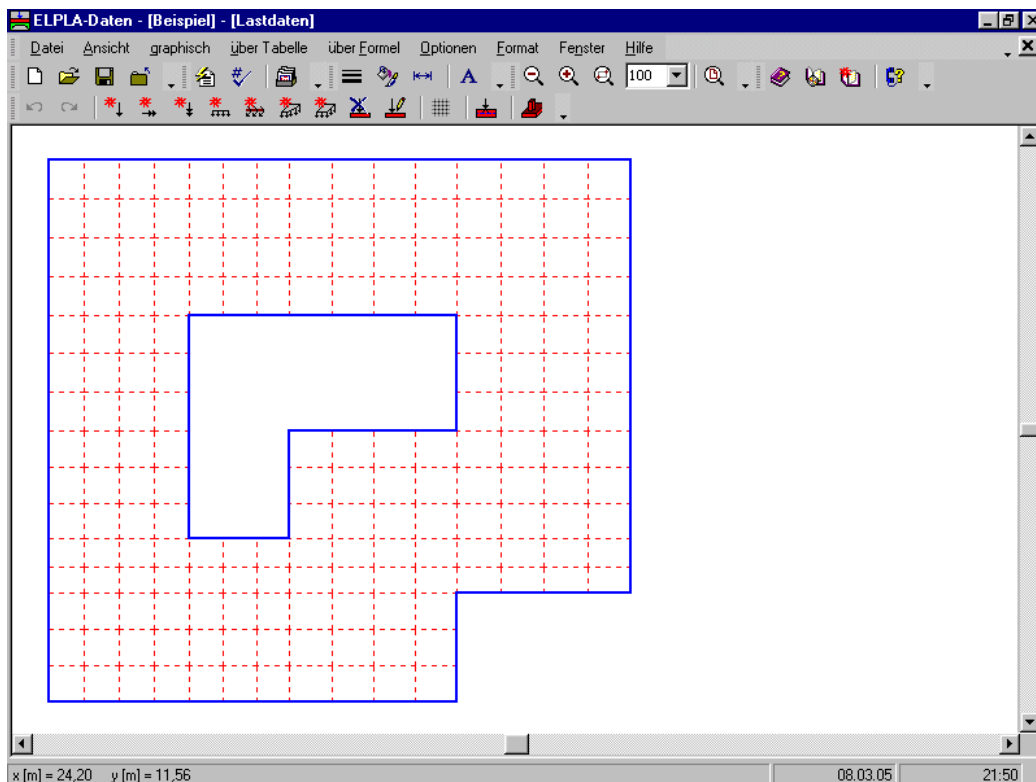 ELPLA-Daten - [Beispiel] - [Lastdaten]
Datei Ansicht graphisch über Tabelle über Formel Optionen Format Fenster Hilfe
A 100
x [m] = 24,20 y [m] = 11,56 08.03.05 21:50